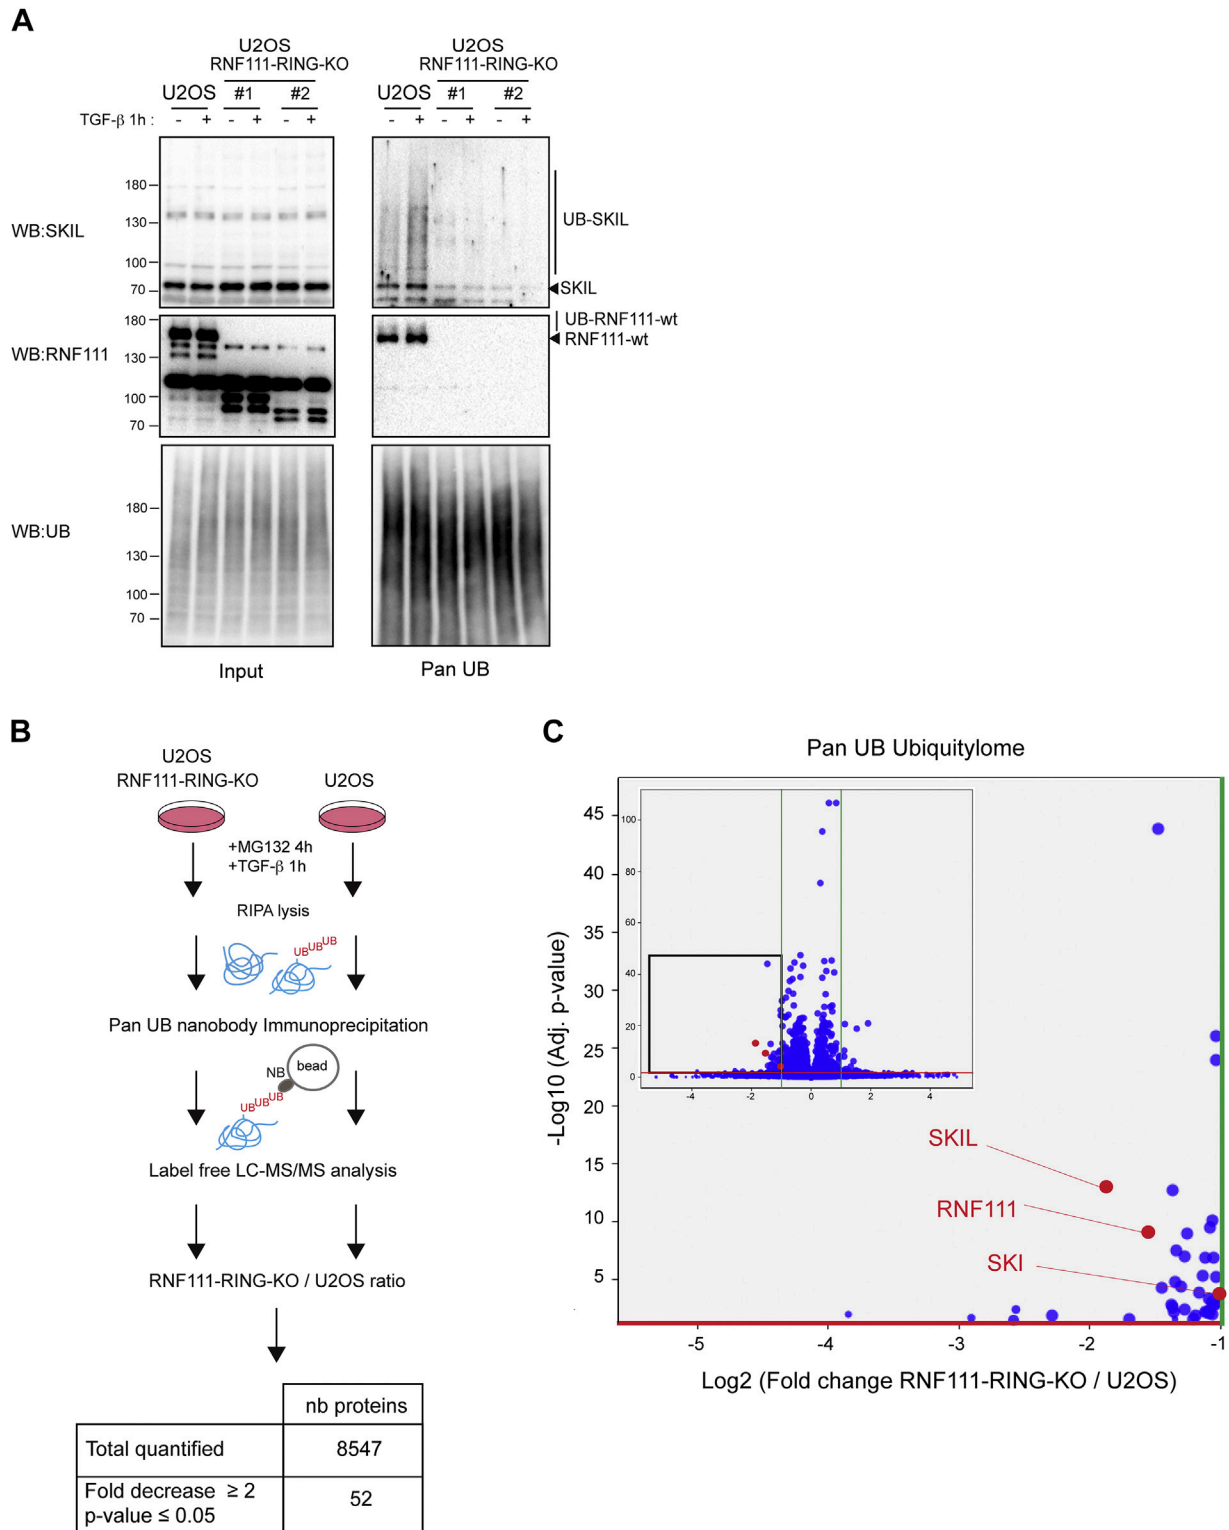 A
U2OS
RNF111-RING-KO
U2OS
#1
#2
TGF-β 1h :
-
+
-
+
-
+
U2OS
RNF111-RING-KO
U2OS
#1
#2
-
+
-
+
-
+
WB:SKIL
180
130
100
70
UB-SKIL
SKIL
WB:RNF111
180
130
100
70
UB-RNF111-wt
RNF111-wt
WB:UB
180
130
100
70
Input
Pan UB
B
U2OS
RNF111-RING-KO
U2OS
+MG132 4h
+TGF-β 1h
RIPA lysis
UBUBUB
Pan UB nanobody Immunoprecipitation
bead
NB
UBUBUB
Label free LC-MS/MS analysis
RNF111-RING-KO / U2OS ratio
nb proteins
Total quantified 8547
Fold decrease ≥ 2
p-value ≤ 0.05
52
C
Pan UB Ubiquitylome
-Log10 (Adj. p-value)
45
40
35
30
25
20
15
10
5
100
80
60
40
20
0
-4
-2
0
2
4
SKIL
RNF111
SKI
-5
-4
-3
-2
-1
Log2 (Fold change RNF111-RING-KO / U2OS)